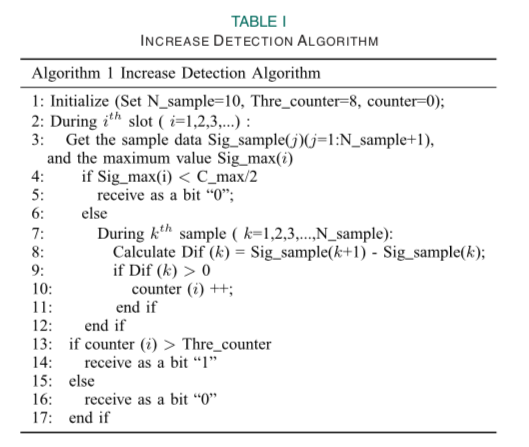 TABLE I
INCREASE DETECTION ALGORITHM
Algorithm 1 Increase Detection Algorithm
1: Initialize (Set N_sample=10, Thre_counter=8, counter=0);
2: During i^th slot ( i=1,2,3,...) :
3: Get the sample data Sig_sample(j)(j=1:N_sample+1),
and the maximum value Sig_max(i)
4: if Sig_max(i) < C_max/2
5: receive as a bit “0”;
6: else
7: During k^th sample ( k=1,2,3,...,N_sample):
8: Calculate Dif (k) = Sig_sample(k+1) - Sig_sample(k);
9: if Dif (k) > 0
10: counter (i) ++;
11: end if
12: end if
13: if counter (i) > Thre_counter
14: receive as a bit “1”
15: else
16: receive as a bit “0”
17: end if